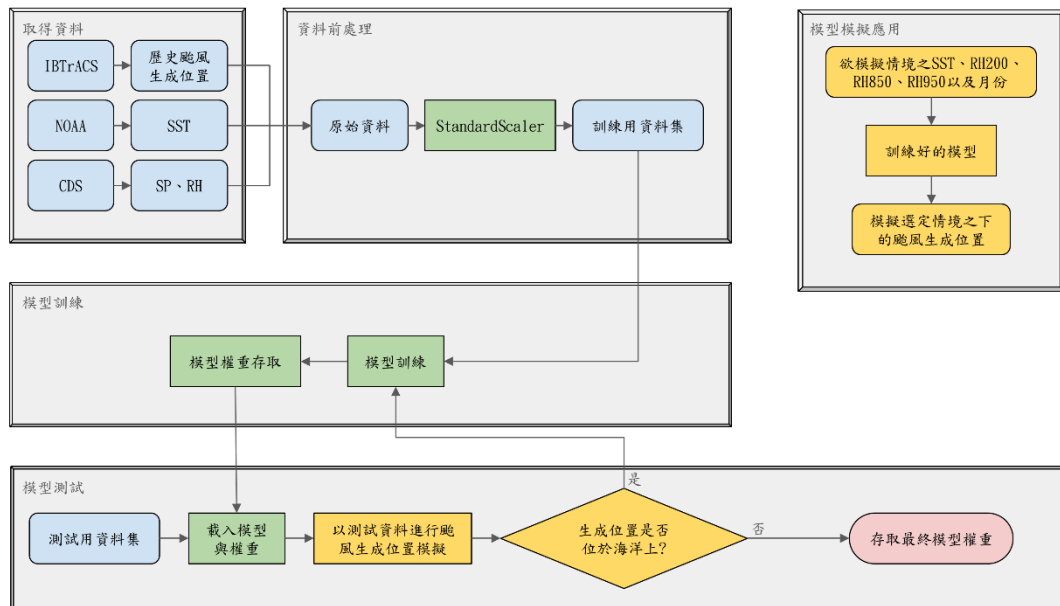 取得資料
IBTrACS
歷史颱風
生成位置
NOAA
SST
CDS
SP、RH
資料前處理
原始資料
StandardScaler
訓練用資料集
模型模擬應用
欲模擬情境之SST、RH200、
RH850、RH950以及月份
訓練好的模型
模擬選定情境之下
的颱風生成位置
模型訓練
模型權重存取
模型訓練
模型測試
測試用資料集
載入模型
與權重
以測試資料進行颱
風生成位置模擬
生成位置是否
位於海洋上?
是
否
存取最終模型權重